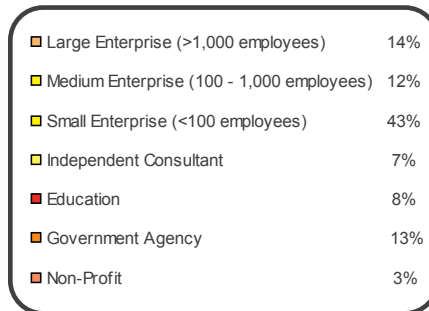 Large Enterprise (>1,000 employees) 14%
Medium Enterprise (100 - 1,000 employees) 12%
Small Enterprise (<100 employees) 43%
Independent Consultant 7%
Education 8%
Government Agency 13%
Non-Profit 3%